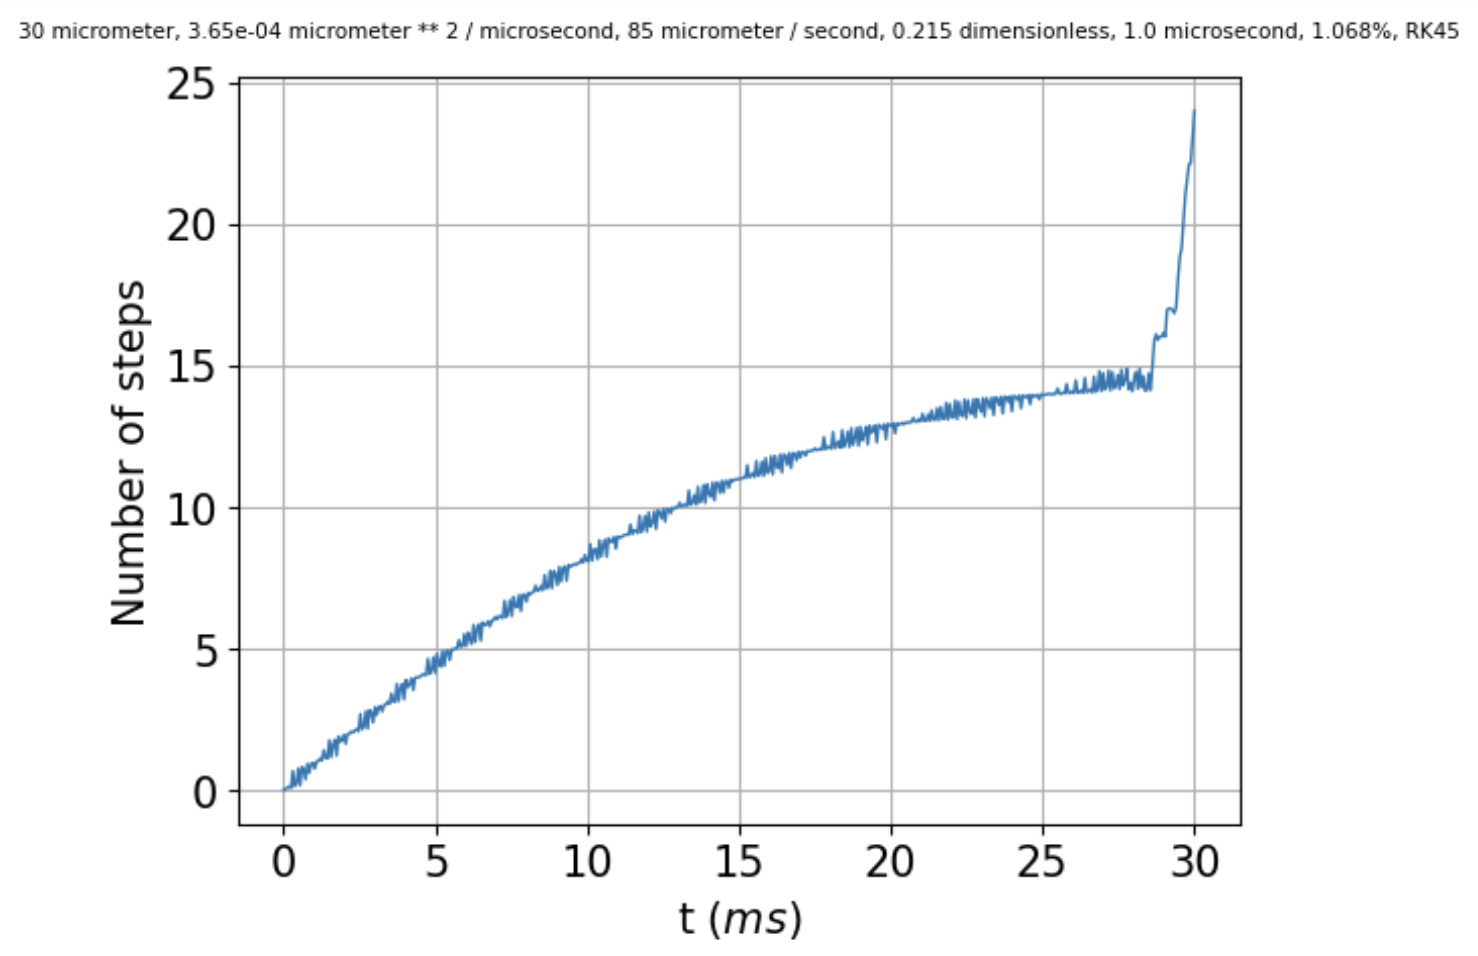 30 micrometer, 3.65e-04 micrometer ** 2 / microsecond, 85 micrometer / second, 0.215 dimensionless, 1.0 microsecond, 1.068%, RK45
25
20
15
10
5
0
Number of steps
0 5 10 15 20 25 30
t (ms)